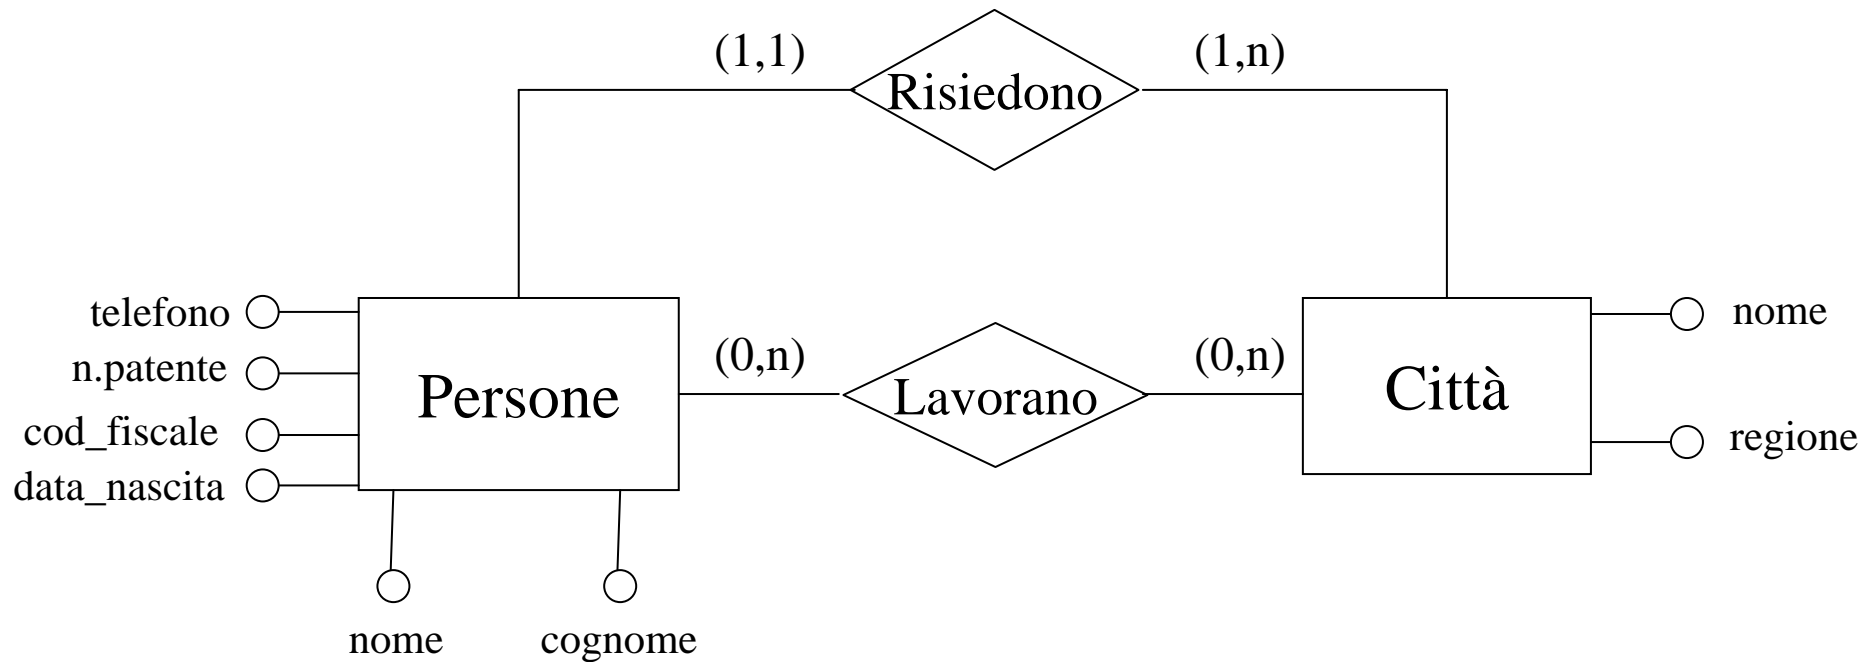 (1,1)
Risiedono
(1,n)
telefono
n.patente
cod_fiscale
data_nascita
Persone
nome
cognome
(0,n)
Lavorano
(0,n)
Città
nome
regione